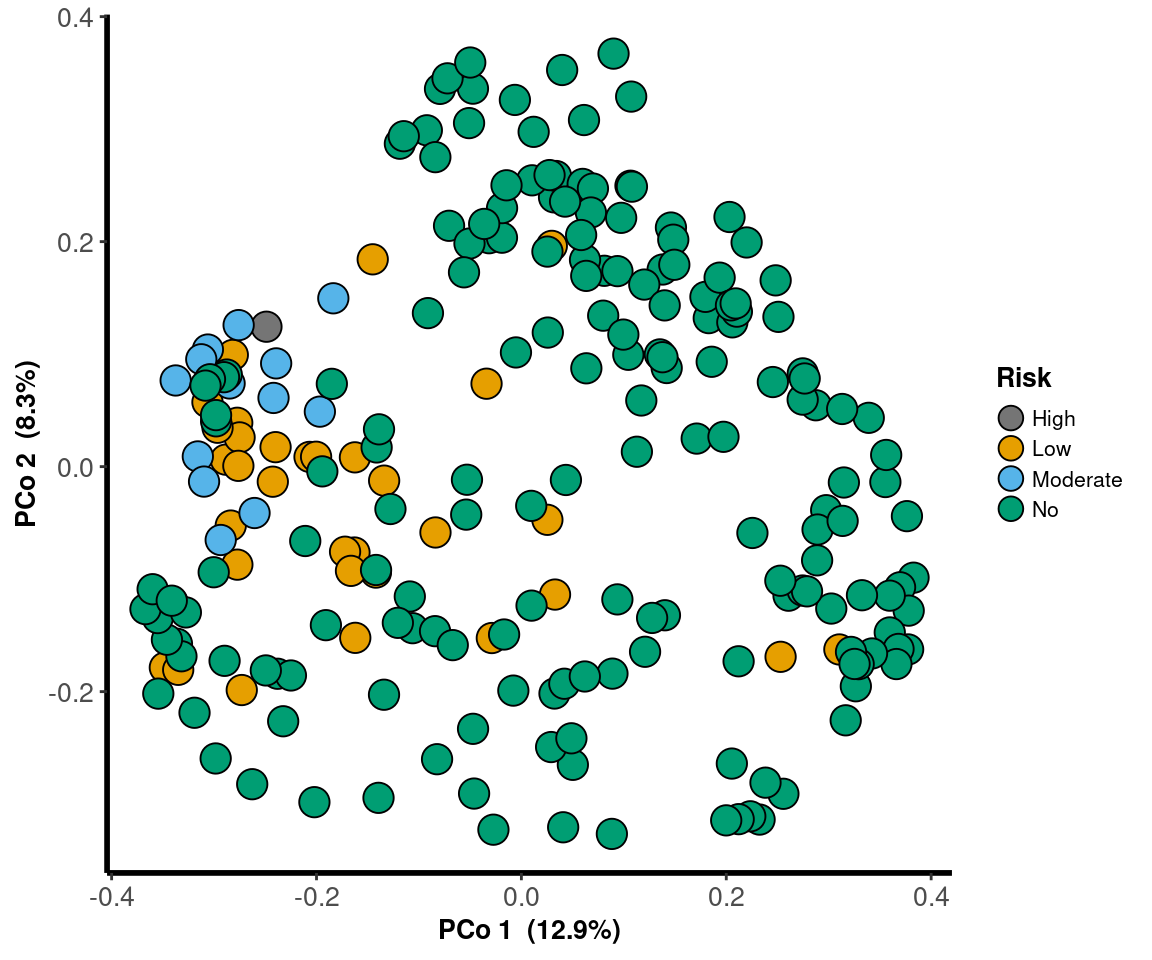 0.4
0.2
0.0
-0.2
PCo 2 (8.3%)
-0.4
-0.2
0.0
0.2
0.4
PCo 1 (12.9%)
Risk
High
Low
Moderate
No